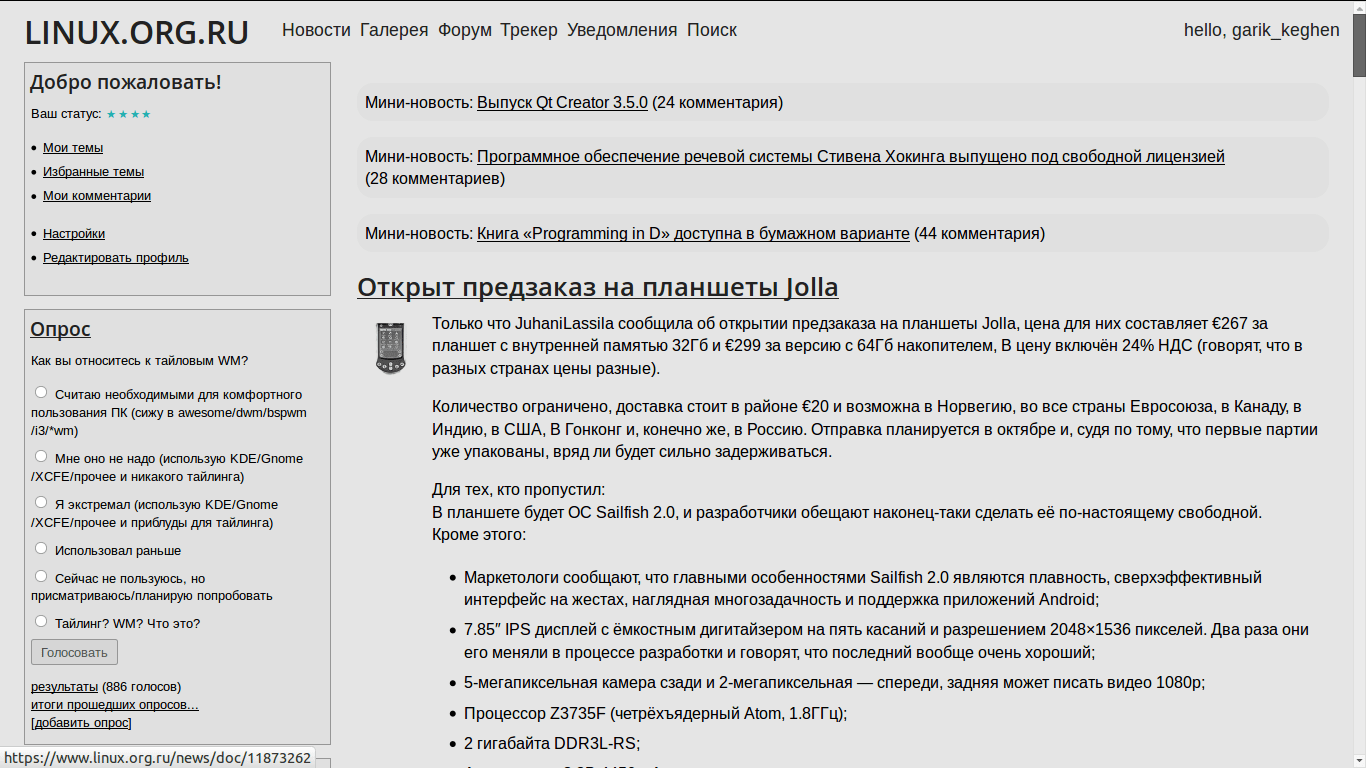 LINUX.ORG.RU
Новости Галерея Форум Трекер Уведомления Поиск
hello, garik_keghen
Добро пожаловать!
Ваш статус: ★★★★
Мои темы
Избранные темы
Мои комментарии
Настройки
Редактировать профиль
Опрос
Как вы относитесь к тайловым WM?
Считаю необходимыми для комфортного
пользования ПК (сижу в awesome/dwm/bspwm
/i3/*wm)
Мне оно не надо (использую KDE/Gnome
/XCFE/прочее и никакого тайлинга)
Я экстремал (использую KDE/Gnome
/XCFE/прочее и приблуды для тайлинга)
Использовал раньше
Сейчас не пользуюсь, но
присматриваюсь/планирую попробовать
Тайлинг? WM? Что это?
Голосовать
результаты (886 голосов)
итоги прошедших опросов…
[добавить опрос]
Мини-новость: Выпуск Qt Creator 3.5.0 (24 комментария)
Мини-новость: Программное обеспечение речевой системы Стивена Хокинга выпущено под свободной лицензией
(28 комментариев)
Мини-новость: Книга «Programming in D» доступна в бумажном варианте (44 комментария)
Открыт предзаказ на планшеты Jolla
Только что JuhaniLassila сообщила об открытии предзаказа на планшеты Jolla, цена для них составляет €267 за
планшет с внутренней памятью 32Гб и €299 за версию с 64Гб накопителем, В цену включён 24% НДС (говорят, что в
разных странах цены разные).
Количество ограничено, доставка стоит в районе €20 и возможна в Норвегию, во все страны Евросоюза, в Канаду, в
Индию, в США, В Гонконг и, конечно же, в Россию. Отправка планируется в октябре и, судя по тому, что первые партии
уже упакованы, вряд ли будет сильно задерживаться.
Для тех, кто пропустил:
В планшете будет ОС Sailfish 2.0, и разработчики обещают наконец-таки сделать её по-настоящему свободной.
Кроме этого:
Маркетологи сообщают, что главными особенностями Sailfish 2.0 являются плавность, сверхэффективный
интерфейс на жестах, наглядная многозадачность и поддержка приложений Android;
7.85″ IPS дисплей с ёмкостным дигитайзером на пять касаний и разрешением 2048×1536 пикселей. Два раза они
его меняли в процессе разработки и говорят, что последний вообще очень хороший;
5-мегапиксельная камера сзади и 2-мегапиксельная — спереди, задняя может писать видео 1080p;
Процессор Z3735F (четрёхъядерный Atom, 1.8ГГц);
2 гигабайта DDR3L-RS;
https://www.linux.org.ru/news/doc/11873262